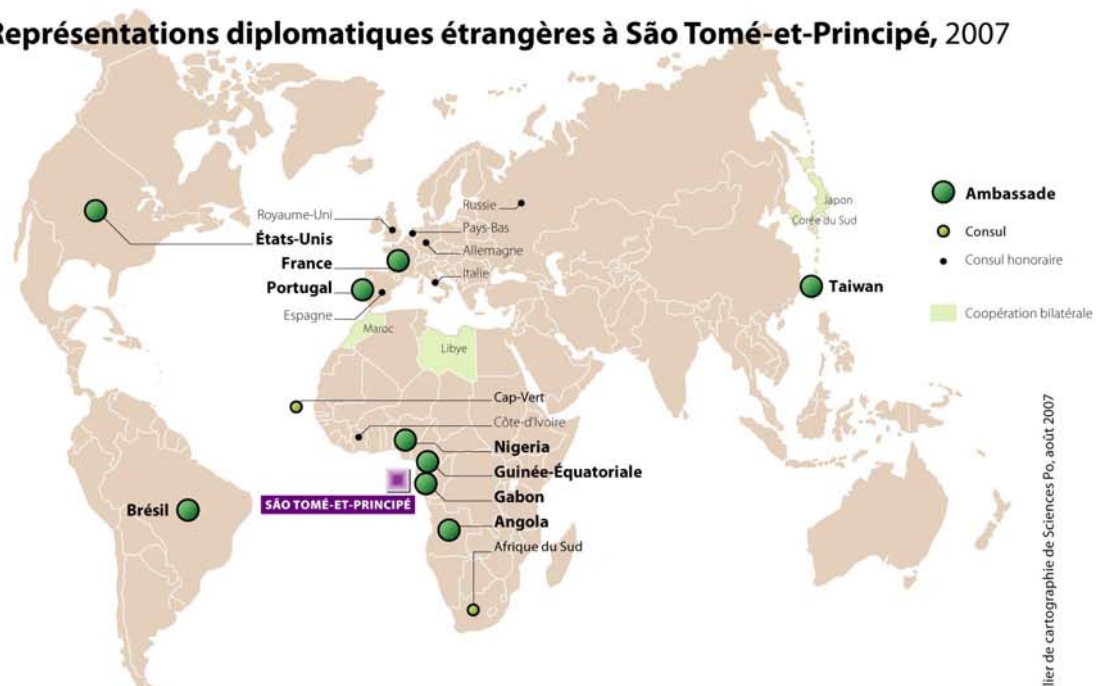 Représentations diplomatiques étrangères à São Tomé-et-Principé, 2007
Royaume-Uni
États-Unis
France
Portugal
Espagne
Russie
Pays-Bas
Allemagne
Italie
Maroc
Libye
Japon
Corée du Sud
Taiwan
Cap-Vert
Côte-d'Ivoire
Nigeria
Guinée-Équatoriale
Gabon
Angola
Afrique du Sud
SÃO TOMÉ-ET-PRINCIPÉ
Brésil
Ambassade
Consul
Consul honoraire
Coopération bilatérale
lier de cartographie de Sciences Po, août 2007